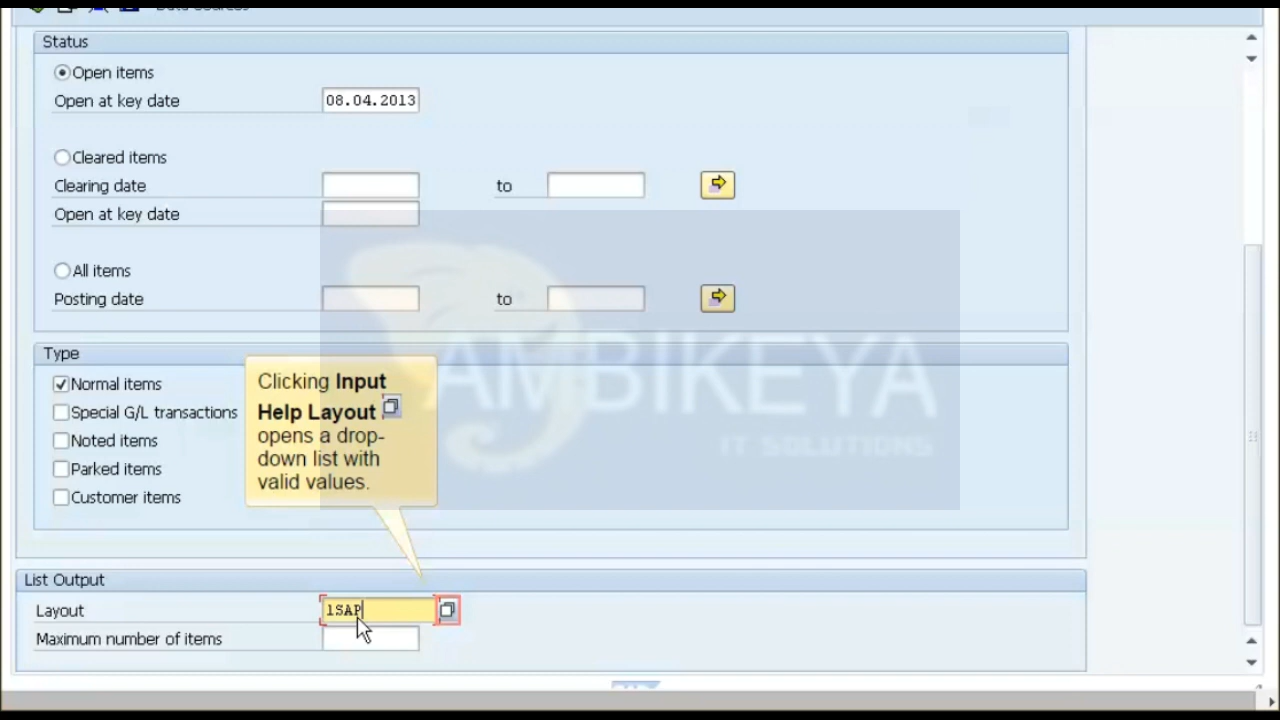 Data Sources
Status
Open items
Open at key date 08.04.2013
Cleared items
Clearing date to
Open at key date
All items
Posting date to
Type
Normal items
Special G/L transactions
Noted items
Parked items
Customer items
Clicking Input
Help Layout
opens a drop-
down list with
valid values.
AMBIKEYA
IT SOLUTIONS
List Output
Layout 1SAP
Maximum number of items